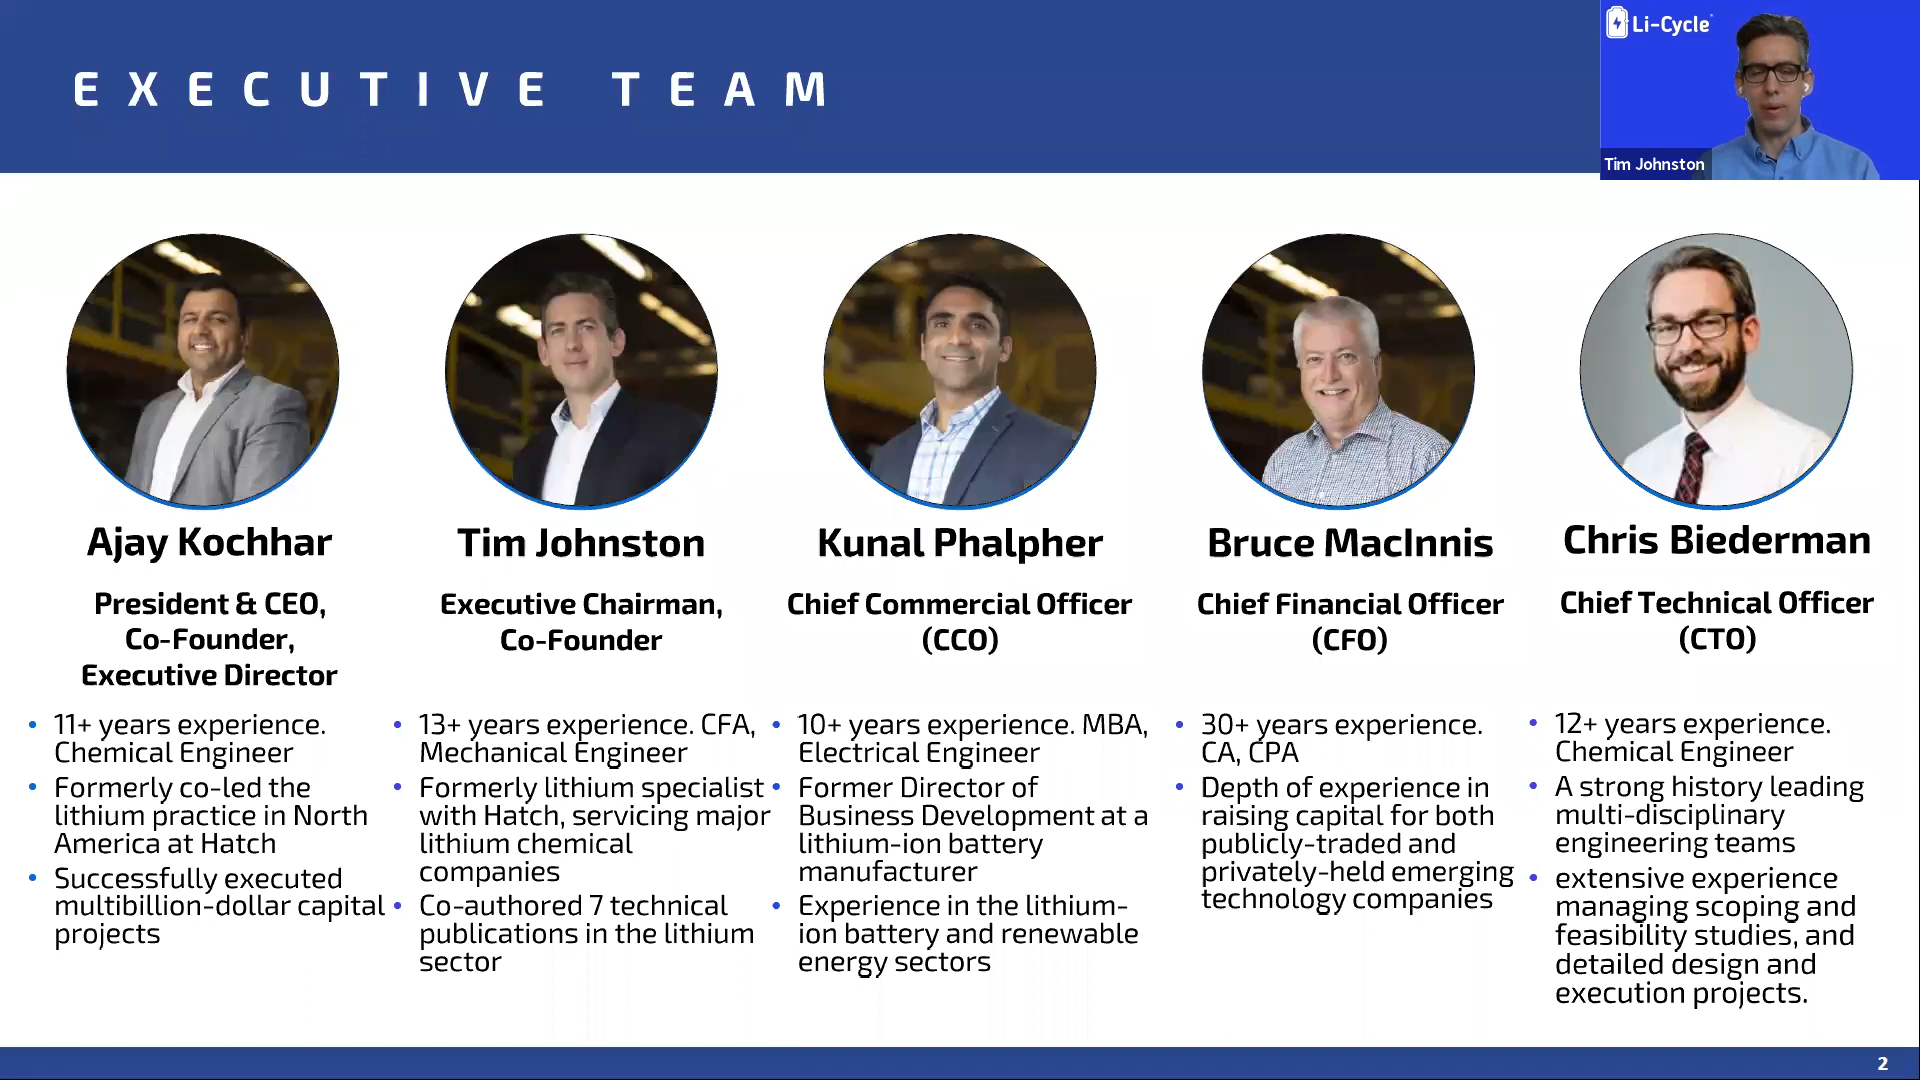 EXECUTIVE TEAM
Li-Cycle
Tim Johnston
Ajay Kochhar
President & CEO,
Co-Founder,
Executive Director
• 11+ years experience.
Chemical Engineer
• Formerly co-led the
lithium practice in North
America at Hatch
• Successfully executed
multibillion-dollar capital
projects
Tim Johnston
Executive Chairman,
Co-Founder
• 13+ years experience. CFA,
Mechanical Engineer
• Formerly lithium specialist
with Hatch, servicing major
lithium chemical
companies
• Co-authored 7 technical
publications in the lithium
sector
Kunal Phalpher
Chief Commercial Officer
(CCO)
• 10+ years experience. MBA,
Electrical Engineer
• Former Director of
Business Development at a
lithium-ion battery
manufacturer
• Experience in the lithium-
ion battery and renewable
energy sectors
Bruce MacInnis
Chief Financial Officer
(CFO)
• 30+ years experience.
CA, CPA
• Depth of experience in
raising capital for both
publicly-traded and
privately-held emerging
technology companies
Chris Biederman
Chief Technical Officer
(CTO)
• 12+ years experience.
Chemical Engineer
• A strong history leading
multi-disciplinary
engineering teams
• extensive experience
managing scoping and
feasibility studies, and
detailed design and
execution projects.
2